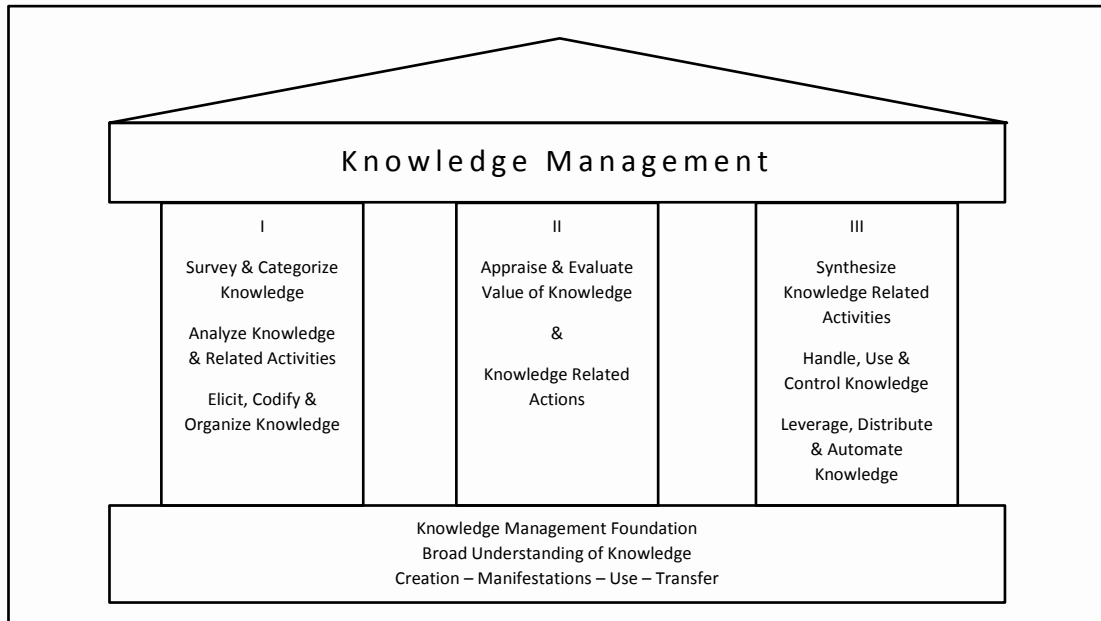 Knowledge Management
I
Survey & Categorize
Knowledge
Analyze Knowledge
& Related Activities
Elicit, Codify &
Organize Knowledge
II
Appraise & Evaluate
Value of Knowledge
&
Knowledge Related
Actions
III
Synthesize
Knowledge Related
Activities
Handle, Use &
Control Knowledge
Leverage, Distribute
& Automate
Knowledge
Knowledge Management Foundation
Broad Understanding of Knowledge
Creation – Manifestations – Use – Transfer